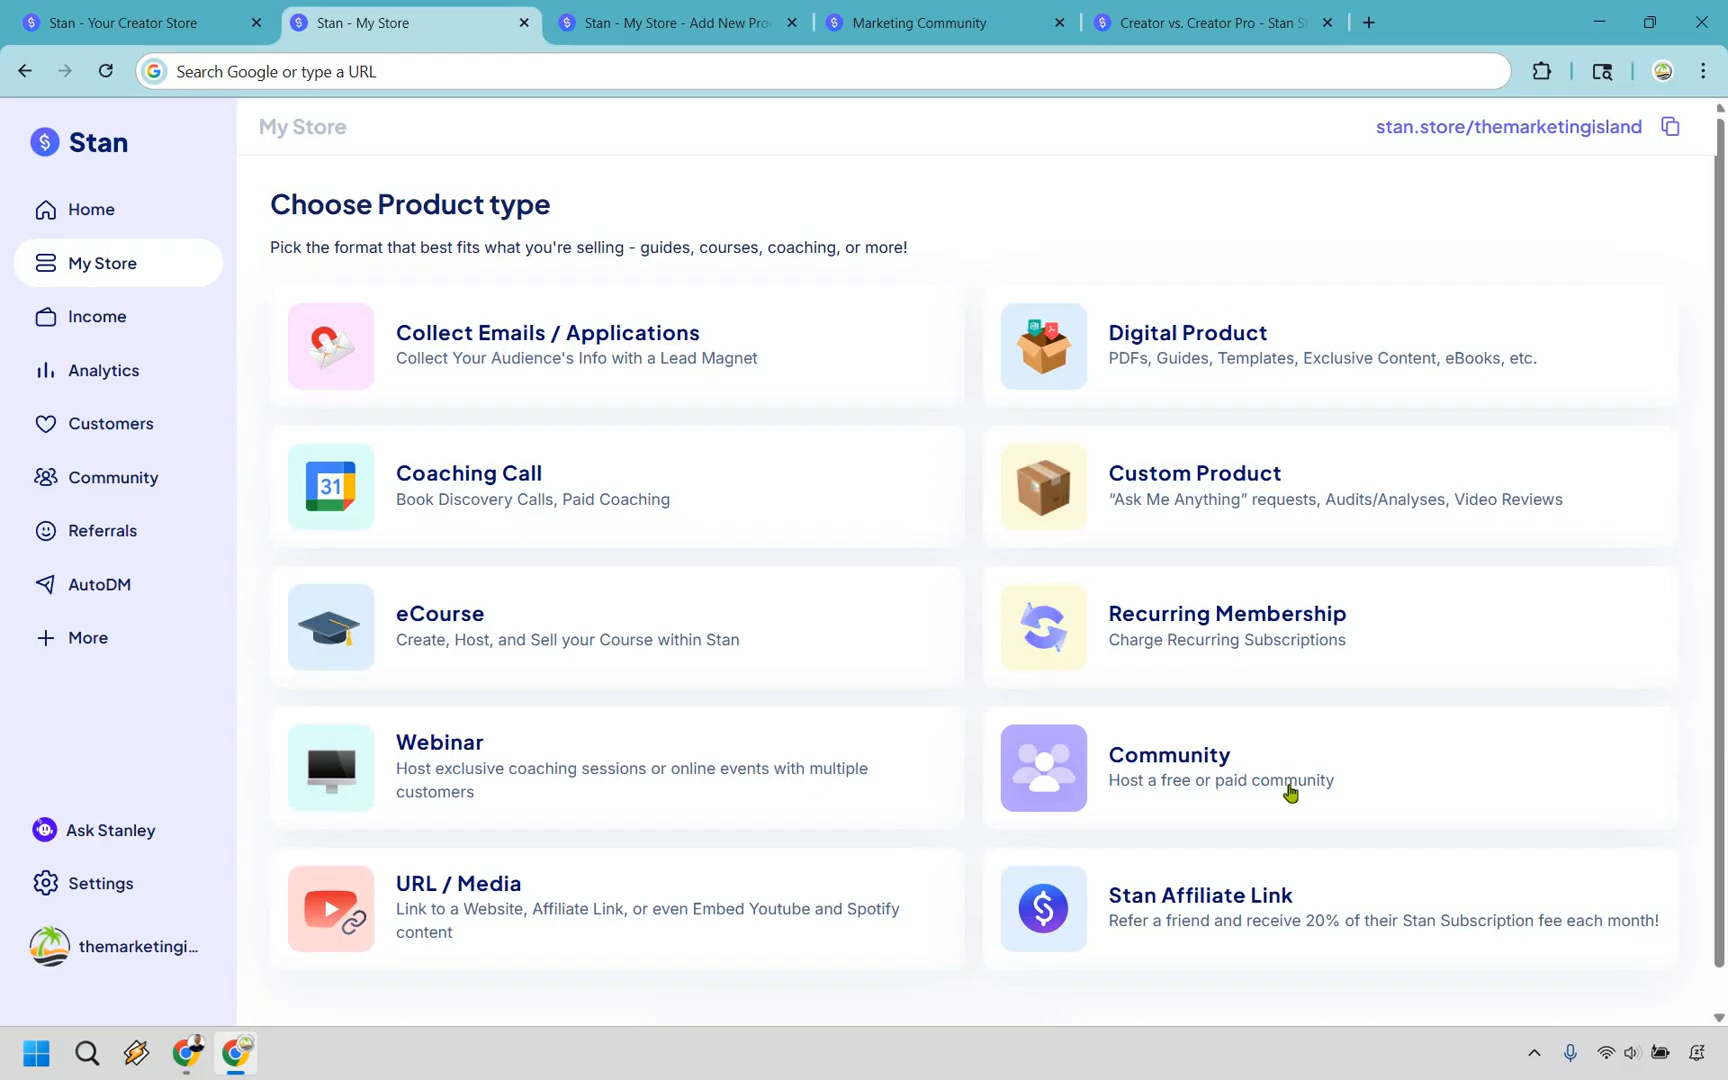 Stan - Your Creator Store
Stan - My Store
Stan - My Store - Add New Pro
Marketing Community
Creator vs. Creator Pro - Stan S
Search Google or type a URL
Stan
Home
My Store
Income
Analytics
Customers
Community
Referrals
AutoDM
More
Ask Stanley
Settings
themarketingi...
My Store
stan.store/themarketingisland
Choose Product type
Pick the format that best fits what you're selling - guides, courses, coaching, or more!
Collect Emails / Applications
Collect Your Audience's Info with a Lead Magnet
Digital Product
PDFs, Guides, Templates, Exclusive Content, eBooks, etc.
31
Coaching Call
Book Discovery Calls, Paid Coaching
Custom Product
“Ask Me Anything” requests, Audits/Analyses, Video Reviews
eCourse
Create, Host, and Sell your Course within Stan
Recurring Membership
Charge Recurring Subscriptions
Webinar
Host exclusive coaching sessions or online events with multiple
customers
Community
Host a free or paid community
URL / Media
Link to a Website, Affiliate Link, or even Embed Youtube and Spotify
content
Stan Affiliate Link
Refer a friend and receive 20% of their Stan Subscription fee each month!